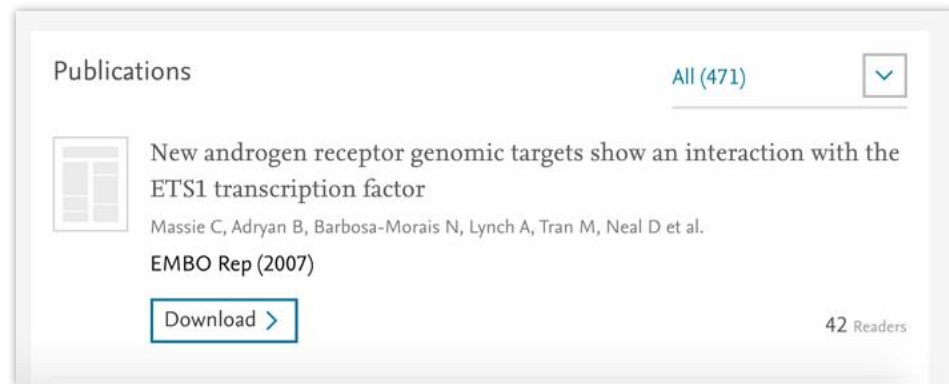 Publications
All (471)
New androgen receptor genomic targets show an interaction with the
ETS1 transcription factor
Massie C, Adryan B, Barbosa-Morais N, Lynch A, Tran M, Neal D et al.
EMBO Rep (2007)
Download
42 Readers